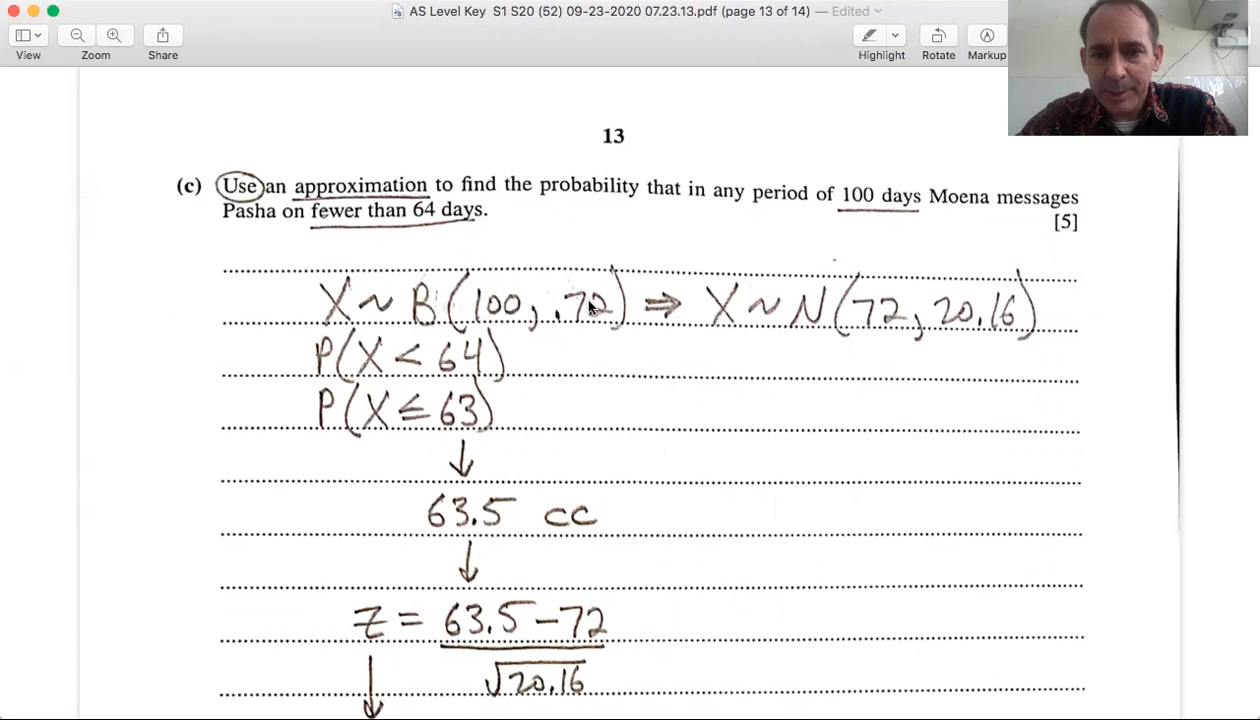 AS Level Key S1 S20 (52) 09-23-2020 07.23.13.pdf (page 13 of 14) — Edited
View Zoom Share Highlight Rotate Markup
13
(c) Use an approximation to find the probability that in any period of 100 days Moena messages
Pasha on fewer than 64 days.
[5]
X ~ B(100, .72) ⇒ X ~ N(72, 20.16)
P(X < 64)
P(X ≤ 63)
↓
63.5 cc
↓
z = 63.5 – 72
√20.16
↓